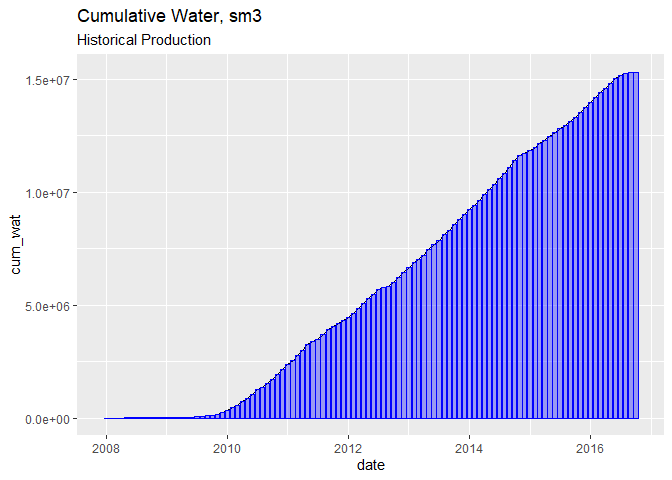 Cumulative Water, sm3
Historical Production
1.5e+07
1.0e+07
5.0e+06
0.0e+00
cum_wat
2008 2010 2012 2014 2016
date